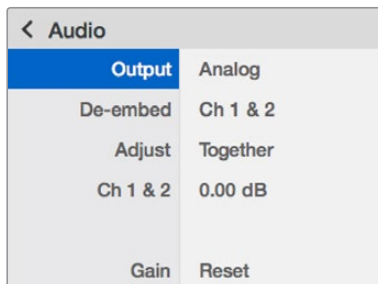 < Audio
Output Analog
De-embed Ch 1 & 2
Adjust Together
Ch 1 & 2 0.00 dB
Gain Reset